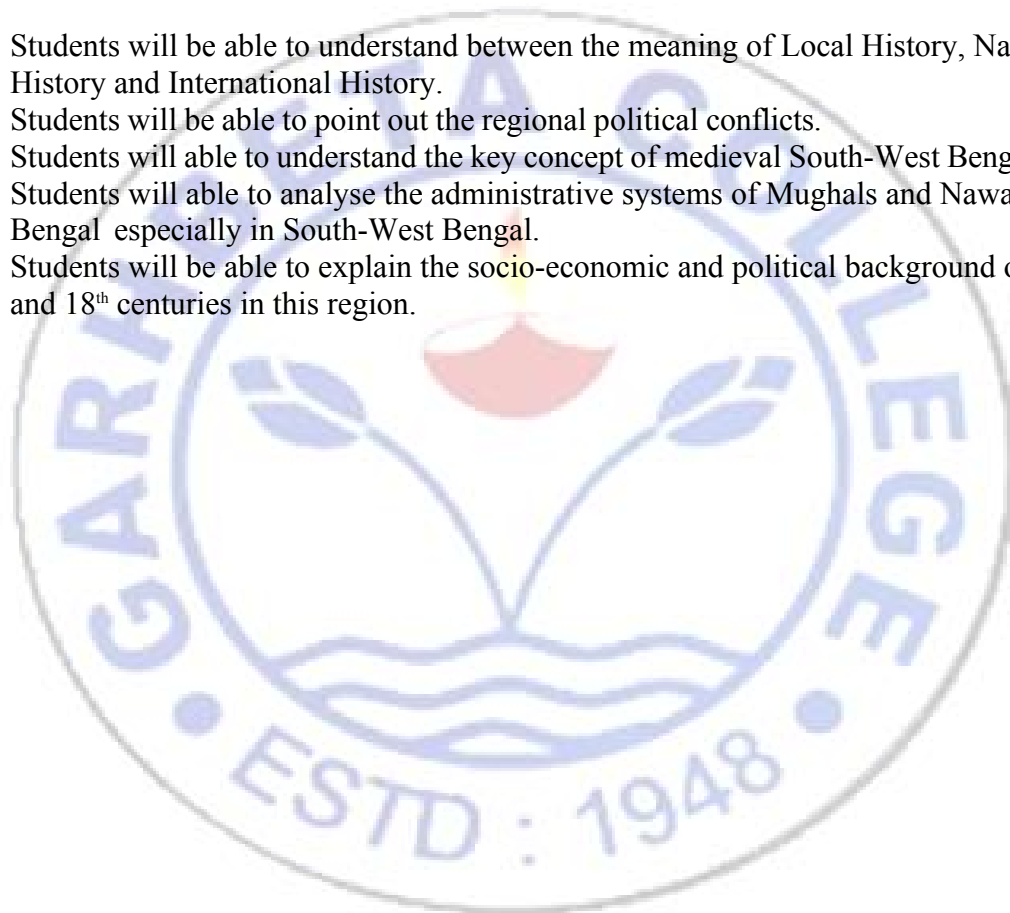 Students will be able to understand between the meaning of Local History, Na
History and International History.
Students will be able to point out the regional political conflicts.
Students will able to understand the key concept of medieval South-West Beng
Students will able to analyse the administrative systems of Mughals and Nawa
Bengal especially in South-West Bengal.
Students will be able to explain the socio-economic and political background o
and 18th centuries in this region.
GARHBETA COLLEGE
• ESTD : 1948 •